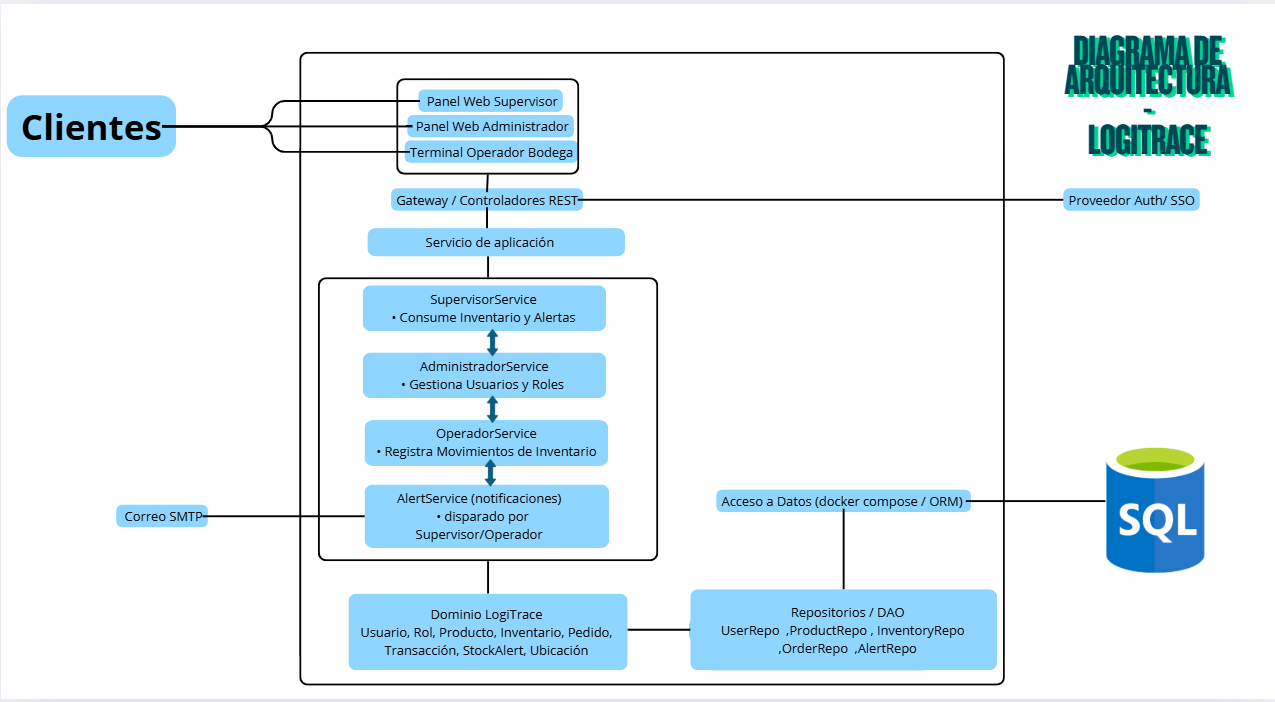 DIAGRAMA DE
ARQUITECTURA
-
LOGITRACE
Clientes
Panel Web Supervisor
Panel Web Administrador
Terminal Operador Bodega
Gateway / Controladores REST
Proveedor Auth/ SSO
Servicio de aplicación
SupervisorService
• Consume Inventario y Alertas
AdministradorService
• Gestiona Usuarios y Roles
OperadorService
• Registra Movimientos de Inventario
AlertService (notificaciones)
• disparado por
Supervisor/Operador
Correo SMTP
Acceso a Datos (docker compose / ORM)
SQL
Dominio LogiTrace
Usuario, Rol, Producto, Inventario, Pedido,
Transacción, StockAlert, Ubicación
Repositorios / DAO
UserRepo  ,ProductRepo , InventoryRepo
,OrderRepo  ,AlertRepo